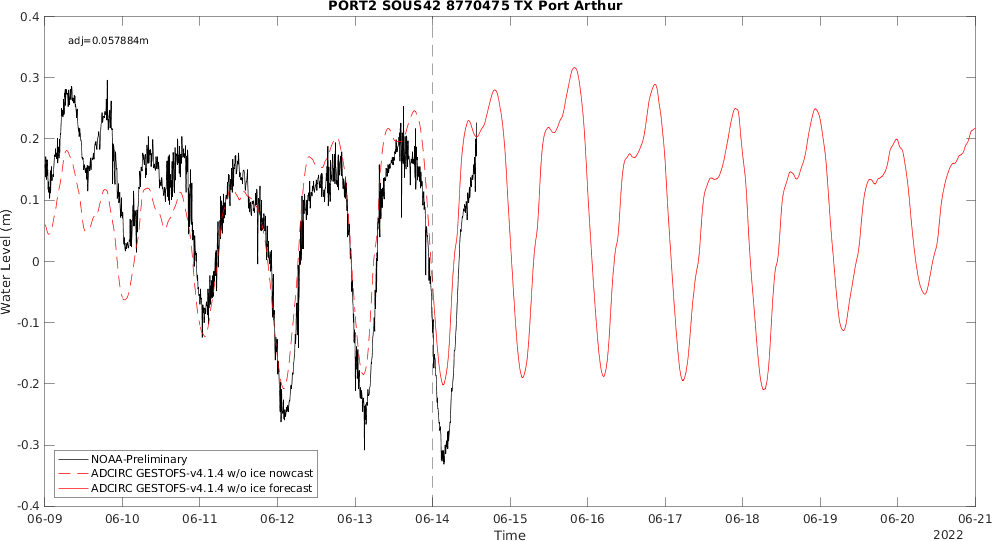 PORT2 SOUS42 8770475 TX Port Arthur
adj=0.057884m
0.4
0.3
0.2
0.1
0
-0.1
-0.2
-0.3
-0.4
Water Level (m)
NOAA-Preliminary
ADCIRC GESTOFS-v4.1.4 w/o ice nowcast
ADCIRC GESTOFS-v4.1.4 w/o ice forecast
06-09 06-10 06-11 06-12 06-13 06-14 06-15 06-16 06-17 06-18 06-19 06-20 06-21
Time
2022